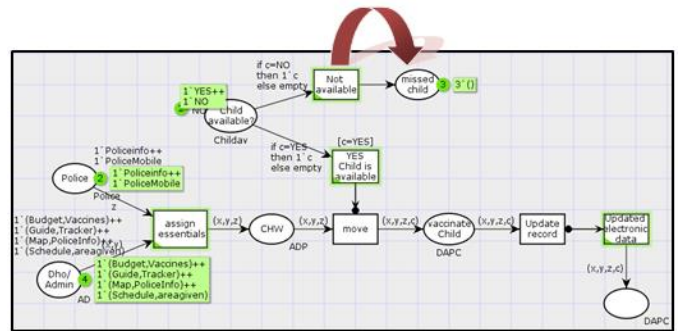 if c=NO
then 1`c
else empty
Not
available
missed
child
3
3`()
1`YES++
1`NO
NO
Child
available?
Childav
if c=YES
then 1`c
else empty
[c=YES]
YES
Child is
available
1`Policeinfo++
1`PoliceMobile
Police
2
1`Policeinfo++
1`PoliceMobile
Police
z
1`(Budget,Vaccines)++
1`(Guide,Tracker)++
1`(Map,PoliceInfo)++
1`(Schedule,areagiven)
assign
essentials
(x,y,z)
CHW
ADP
(x,y,z)
move
(x,y,z,c)
vaccinate
Child
DAPC
(x,y,z,c)
Update
record
Updated
electronic
data
(x,y,z,c)
DAPC
Dho/
Admin
AD
4
1`(Budget,Vaccines)++
1`(Guide,Tracker)++
1`(Map,PoliceInfo)++
1`(Schedule,areagiven)